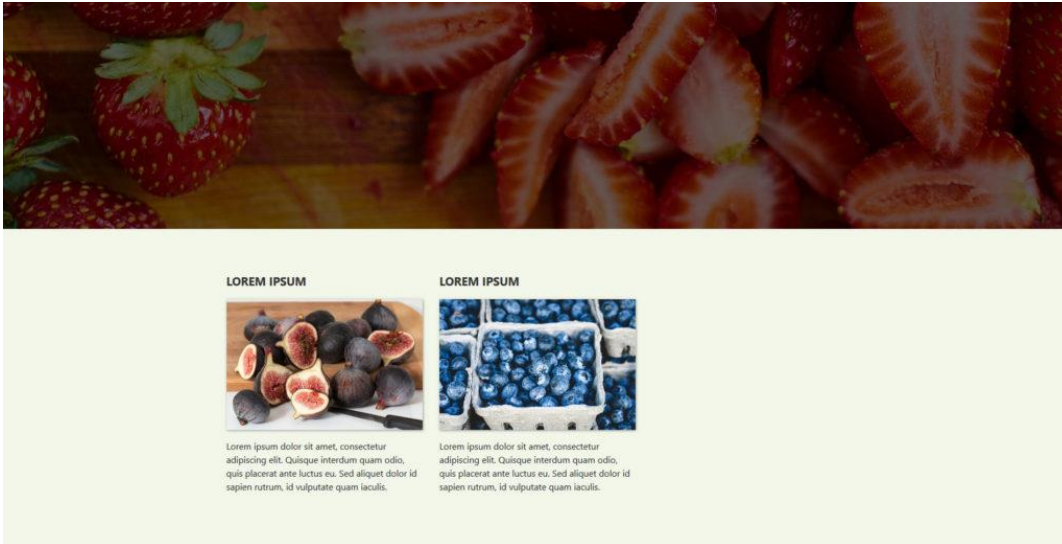 LOREM IPSUM
Lorem ipsum dolor sit amet, consectetur
adipiscing elit. Quisque interdum quam odio,
quis placerat ante luctus eu. Sed aliquet dolor id
sapien rutrum, id vulputate quam iaculis.
LOREM IPSUM
Lorem ipsum dolor sit amet, consectetur
adipiscing elit. Quisque interdum quam odio,
quis placerat ante luctus eu. Sed aliquet dolor id
sapien rutrum, id vulputate quam iaculis.